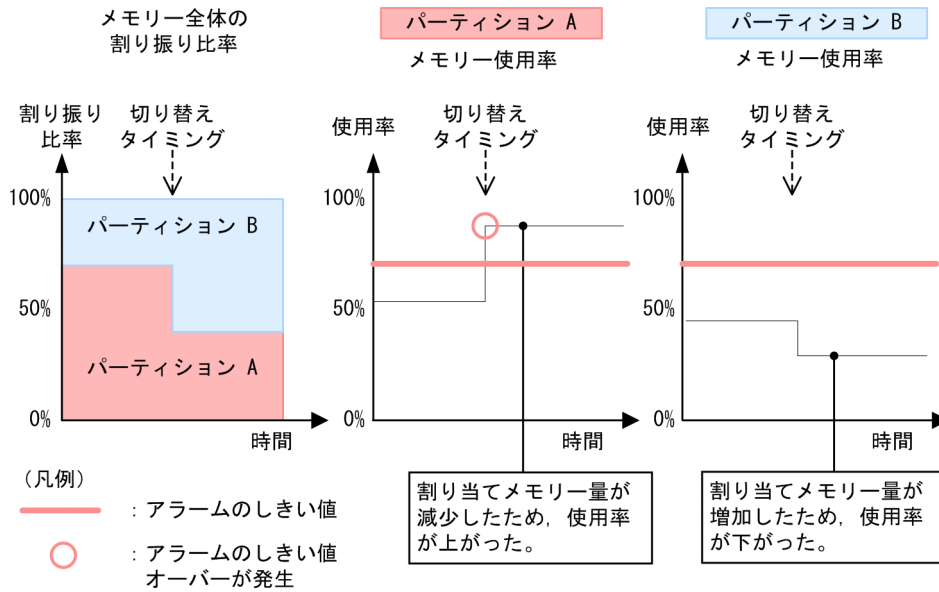 メモリー全体の
割り振り比率
割り振り
比率
切り替え
タイミング
100%
50%
0%
パーティション B
パーティション A
時間
パーティション A
メモリー使用率
使用率
切り替え
タイミング
100%
50%
0%
時間
割り当てメモリー量が
減少したため，使用率
が上がった。
パーティション B
メモリー使用率
使用率
切り替え
タイミング
100%
50%
0%
時間
割り当てメモリー量が
増加したため，使用率
が下がった。
（凡例）
：アラームのしきい値
：アラームのしきい値
オーバーが発生